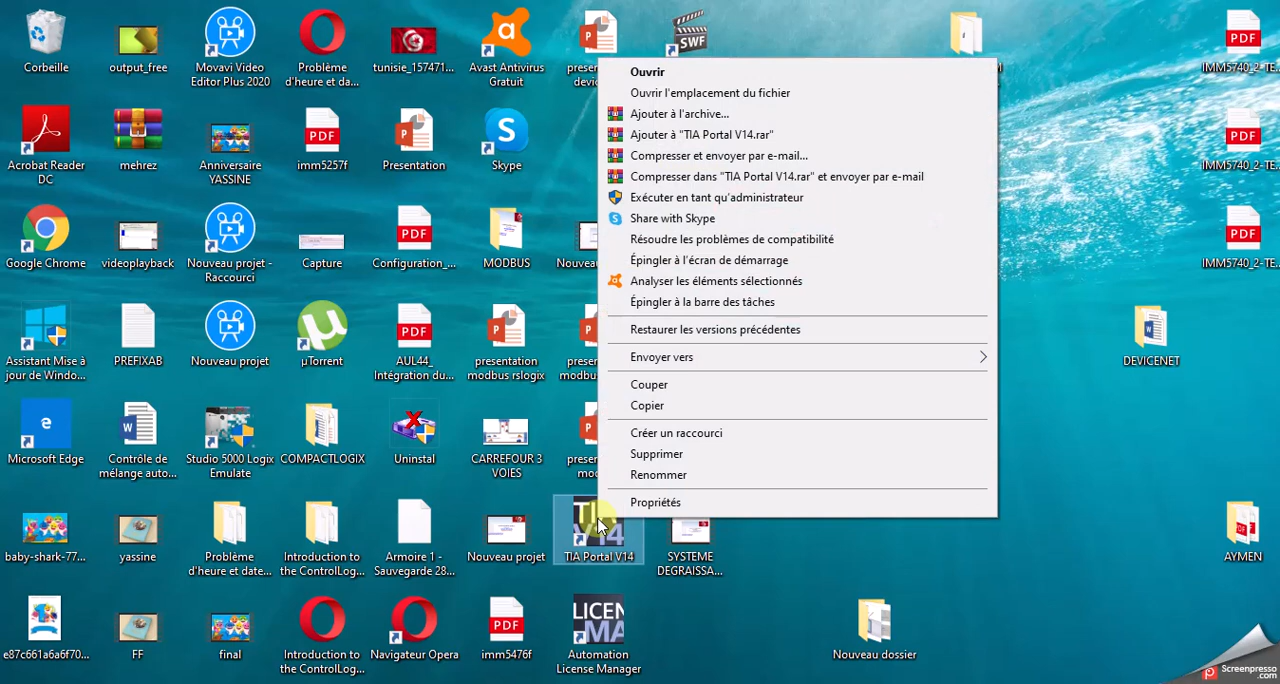 Corbeille
output_free
Movavi Video
Editor Plus 2020
Problème
d'heure et da...
tunisie_157471...
Avast Antivirus
Gratuit
SWF
PDF
Acrobat Reader
DC
mehrez
Anniversaire
YASSINE
PDF
imm5257f
Presentation
Skype
PDF
Google Chrome
videoplayback
Nouveau projet -
Raccourci
Capture
PDF
Configuration_...
MODBUS
PDF
Assistant Mise à
jour de Windo...
PREFIXAB
Nouveau projet
µTorrent
PDF
AUL44_
Intégration du...
presentation
modbus rslogix
DEVICENET
Microsoft Edge
Contrôle de
mélange auto...
Studio 5000 Logix
Emulate
COMPACTLOGIX
Uninstal
CARREFOUR 3
VOIES
baby-shark-77...
yassine
Problème
d'heure et date...
Introduction to
the ControlLog...
Armoire 1 -
Sauvegarde 28...
Nouveau projet
TIA Portal V14
SYSTEME
DEGRAISSA...
AYMEN
e87c661a6a6f70...
FF
final
Introduction to
the ControlLog...
Navigateur Opera
PDF
imm5476f
Automation
License Manager
Nouveau dossier
Ouvrir
Ouvrir l'emplacement du fichier
Ajouter à l'archive...
Ajouter à "TIA Portal V14.rar"
Compresser et envoyer par e-mail...
Compresser dans "TIA Portal V14.rar" et envoyer par e-mail
Exécuter en tant qu'administrateur
Share with Skype
Résoudre les problèmes de compatibilité
Épingler à l'écran de démarrage
Analyser les éléments sélectionnés
Épingler à la barre des tâches
Restaurer les versions précédentes
Envoyer vers
Couper
Copier
Créer un raccourci
Supprimer
Renommer
Propriétés
Screenpresso
.com